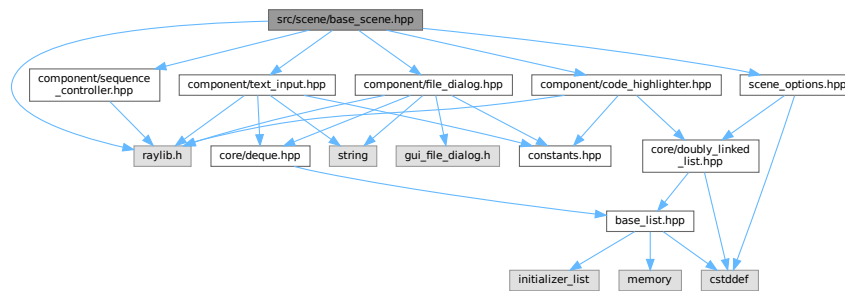 src/scene/base_scene.hpp
component/sequence
_controller.hpp
component/text_input.hpp
component/file_dialog.hpp
component/code_highlighter.hpp
scene_options.hpp
raylib.h
core/deque.hpp
string
gui_file_dialog.h
constants.hpp
core/doubly_linked
_list.hpp
base_list.hpp
initializer_list
memory
cstddef